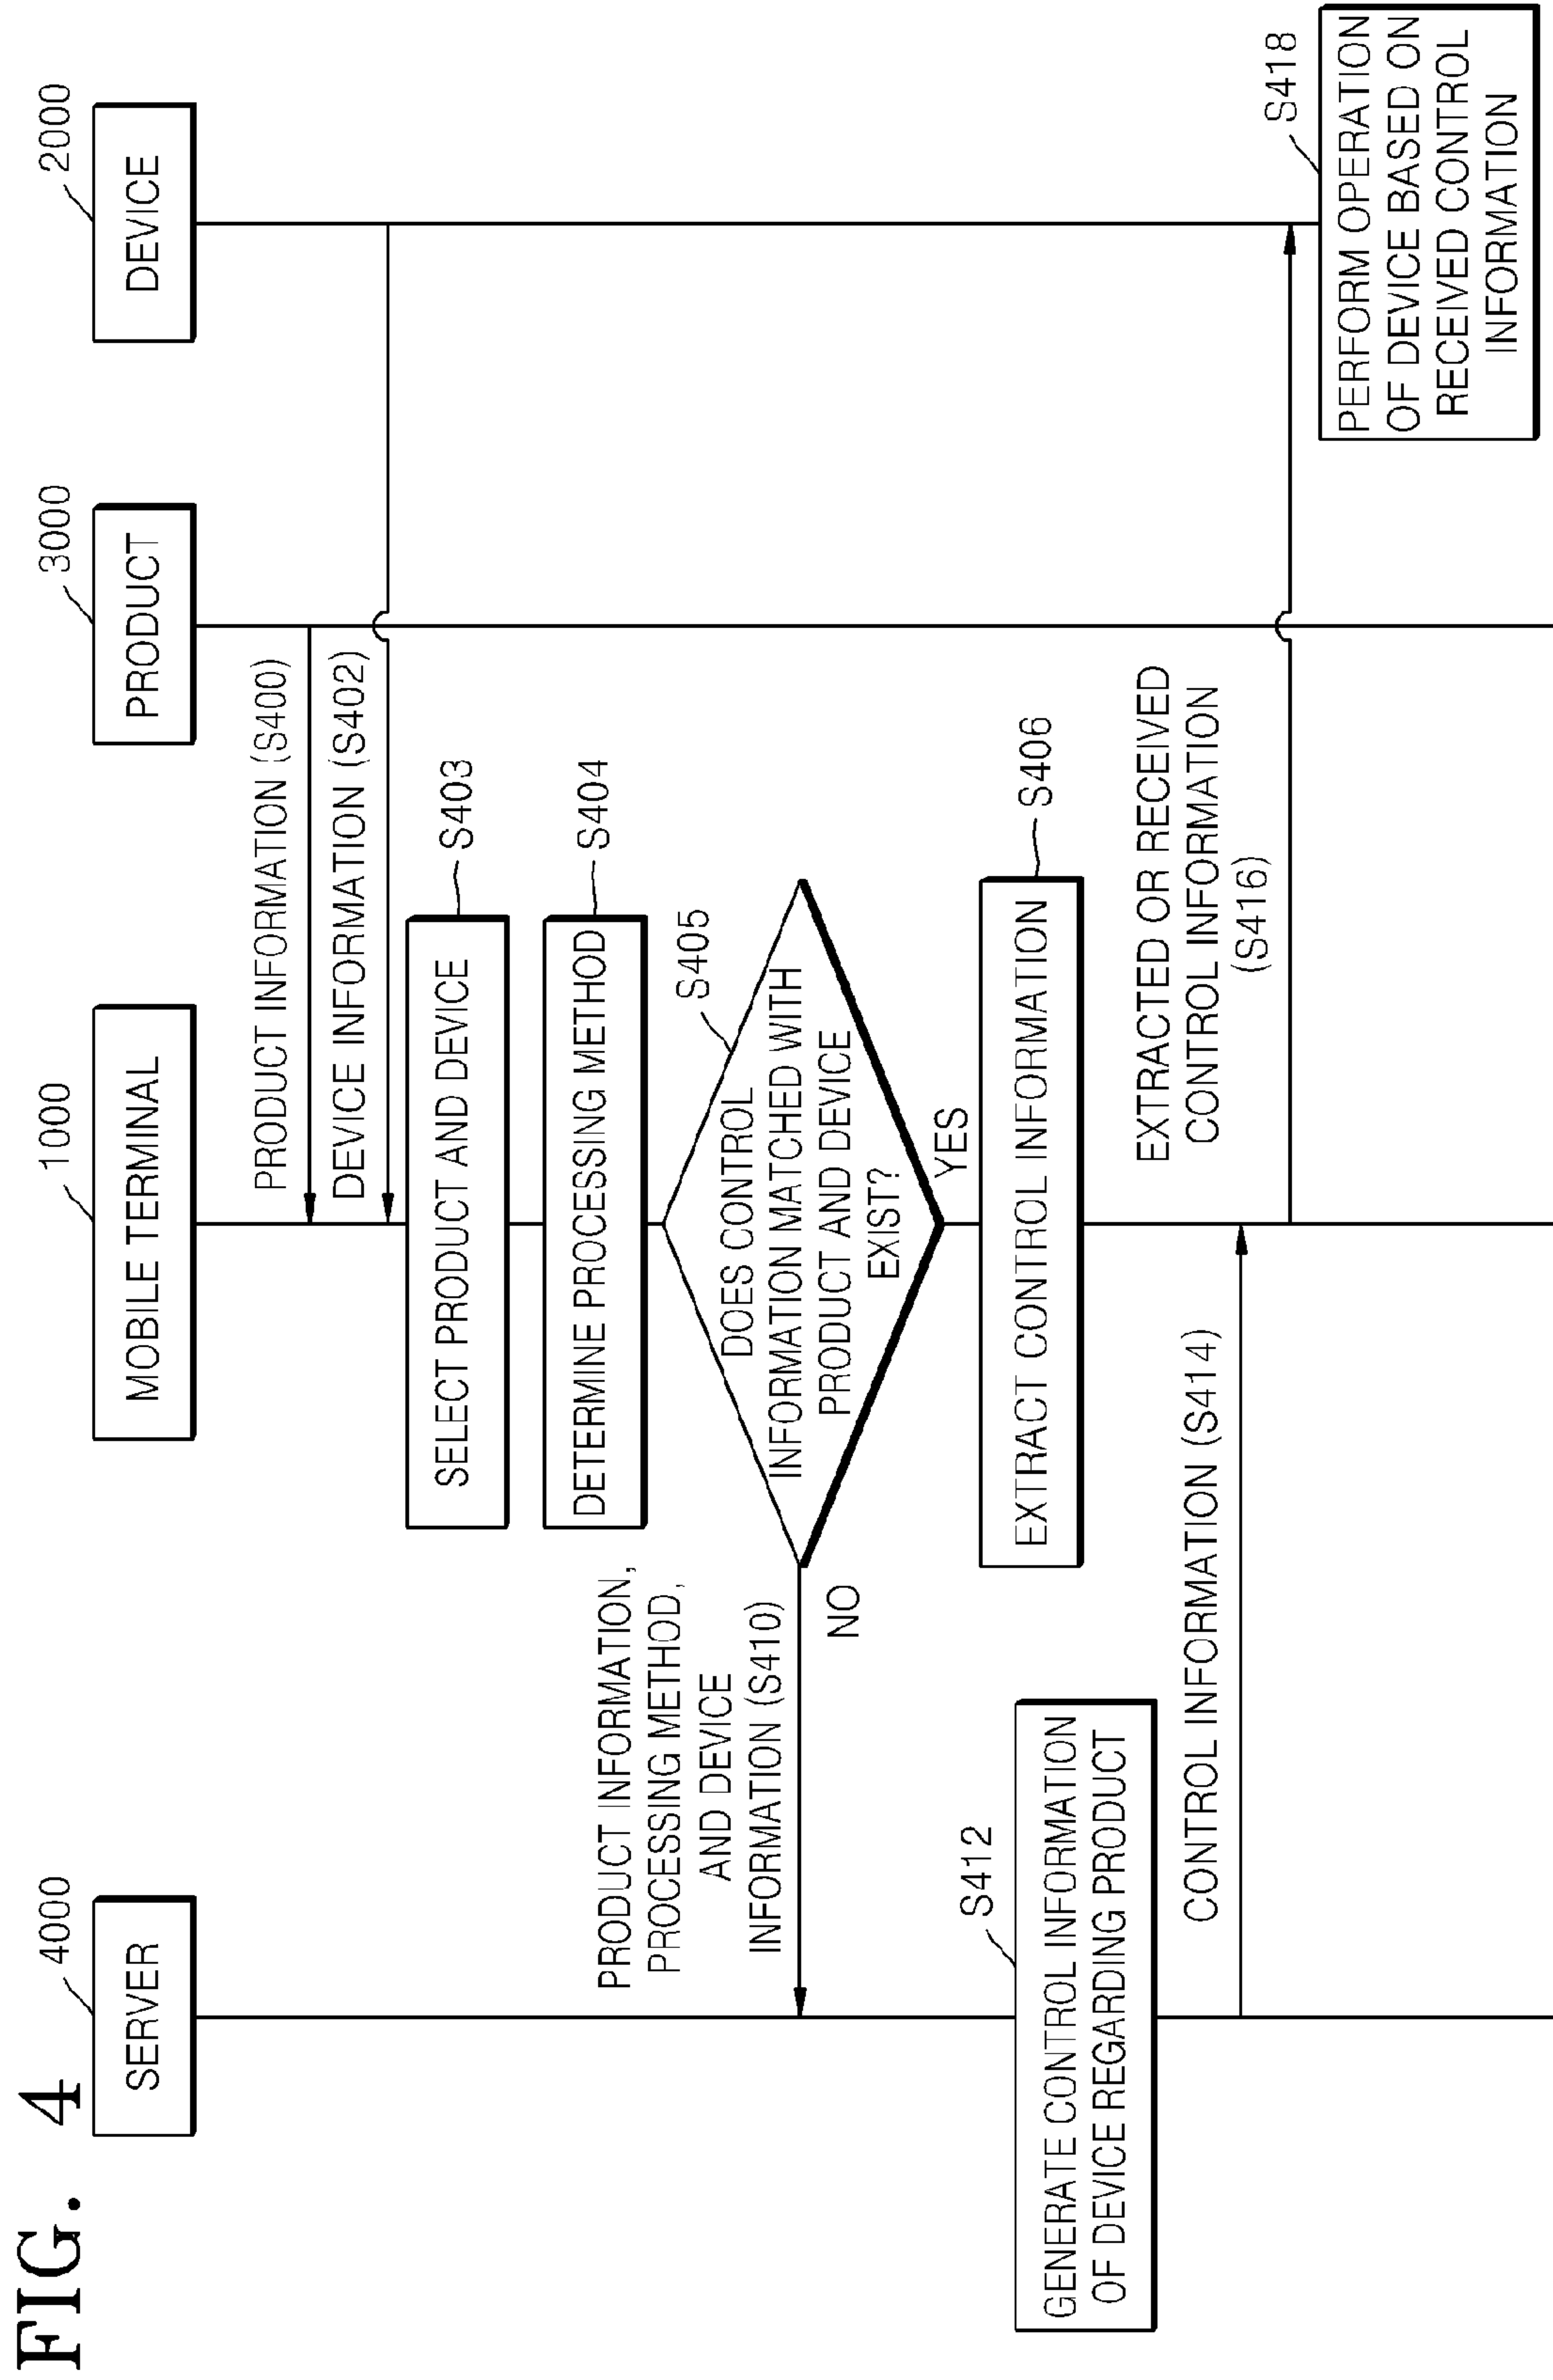 FIG. 4
4000
SERVER
1000
MOBILE TERMINAL
3000
PRODUCT
2000
DEVICE
PRODUCT INFORMATION (S400)
DEVICE INFORMATION (S402)
SELECT PRODUCT AND DEVICE
S403
DETERMINE PROCESSING METHOD
S404
DOES CONTROL
INFORMATION MATCHED WITH
PRODUCT AND DEVICE
EXIST?
S405
PRODUCT INFORMATION,
PROCESSING METHOD,
AND DEVICE
INFORMATION (S410)
NO
YES
EXTRACT CONTROL INFORMATION
S406
S412
GENERATE CONTROL INFORMATION
OF DEVICE REGARDING PRODUCT
CONTROL INFORMATION (S414)
EXTRACTED OR RECEIVED
CONTROL INFORMATION
(S416)
S418
PERFORM OPERATION
OF DEVICE BASED ON
RECEIVED CONTROL
INFORMATION